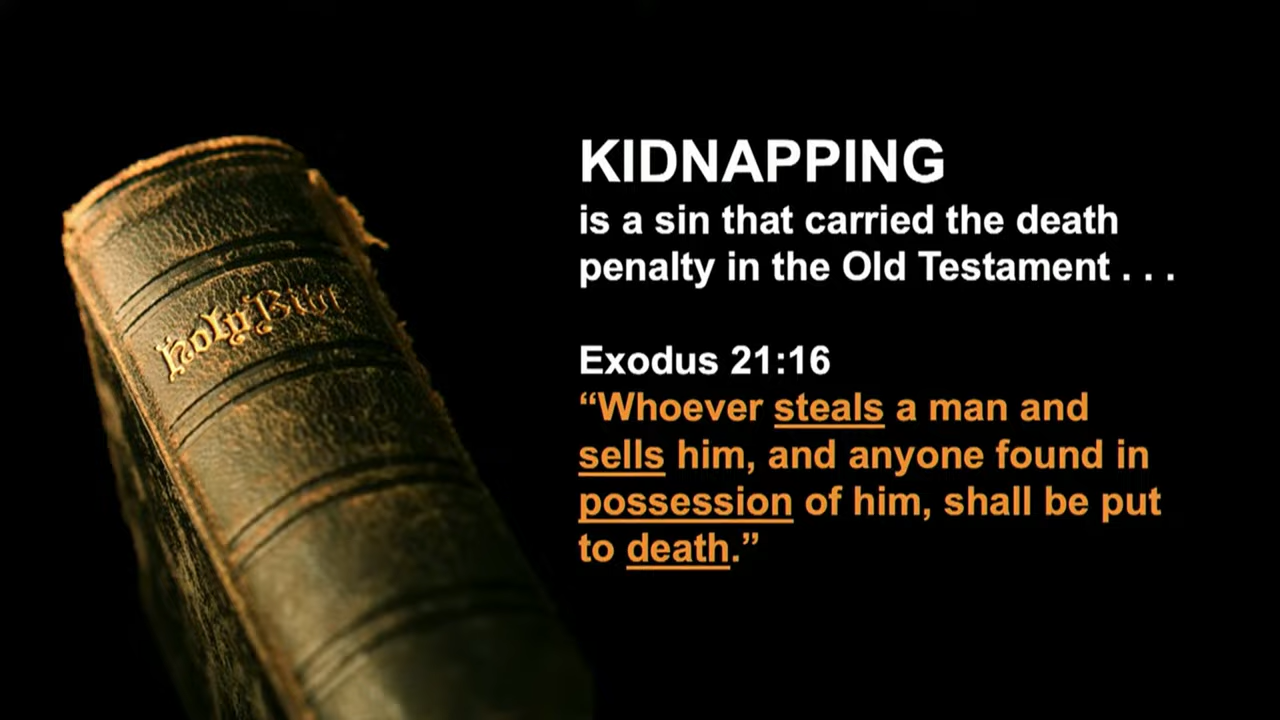 Holy Bible
KIDNAPPING
is a sin that carried the death
penalty in the Old Testament . . .
Exodus 21:16
“Whoever steals a man and
sells him, and anyone found in
possession of him, shall be put
to death.”